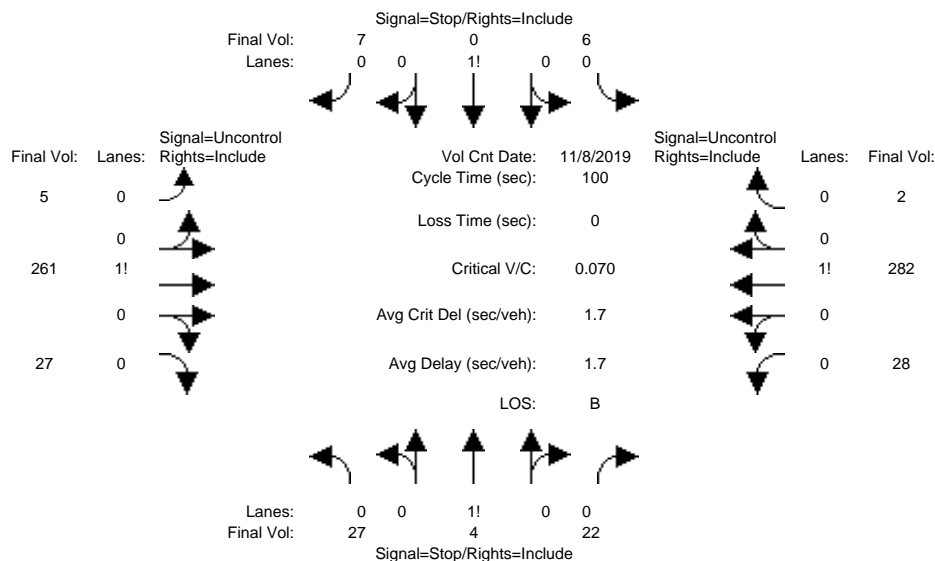 Signal=Stop/Rights=Include
Final Vol: 7 0 6
Lanes: 0 0 1! 0 0
Signal=Uncontrol Signal=Uncontrol
Final Vol: Lanes: Rights=Include Vol Cnt Date: 11/8/2019 Rights=Include Lanes: Final Vol:
Cycle Time (sec): 100
5 0 0 2
Loss Time (sec): 0
0 0
261 1! Critical V/C: 0.070 1! 282
0 Avg Crit Del (sec/veh): 1.7 0
27 0 Avg Delay (sec/veh): 1.7 0 28
LOS: B
Lanes: 0 0 1! 0 0
Final Vol: 27 4 22
Signal=Stop/Rights=Include